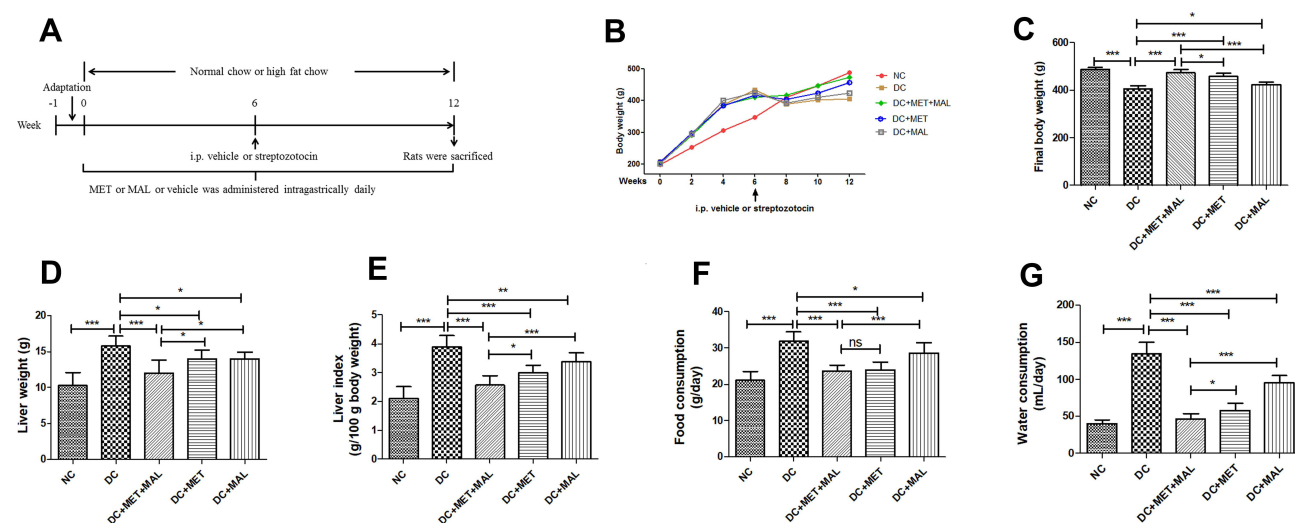 A
Normal chow or high fat chow
Adaptation
-1 0 6 12
Week
i.p. vehicle or streptozotocin
Rats were sacrificed
MET or MAL or vehicle was administered intragastrically daily
B
Body weight (g)
500
400
300
200
Weeks 0 2 4 6 8 10 12
i.p. vehicle or streptozotocin
NC
DC
DC+MET+MAL
DC+MET
DC+MAL
C
Final body weight (g)
600
400
200
0
*
***
*** *** ***
*
NC DC DC+MET+MAL DC+MET DC+MAL
D
Liver weight (g)
20
15
10
5
0
*
*
*** *** *
*
NC DC DC+MET+MAL DC+MET DC+MAL
E
Liver index
(g/100 g body weight)
5
4
3
2
1
0
**
***
*** ***
***
*
NC DC DC+MET+MAL DC+MET DC+MAL
F
Food consumption
(g/day)
40
30
20
10
0
*
***
*** *** ***
ns
NC DC DC+MET+MAL DC+MET DC+MAL
G
Water consumption
(mL/day)
200
150
100
50
0
***
***
*** ***
***
*
NC DC DC+MET+MAL DC+MET DC+MAL